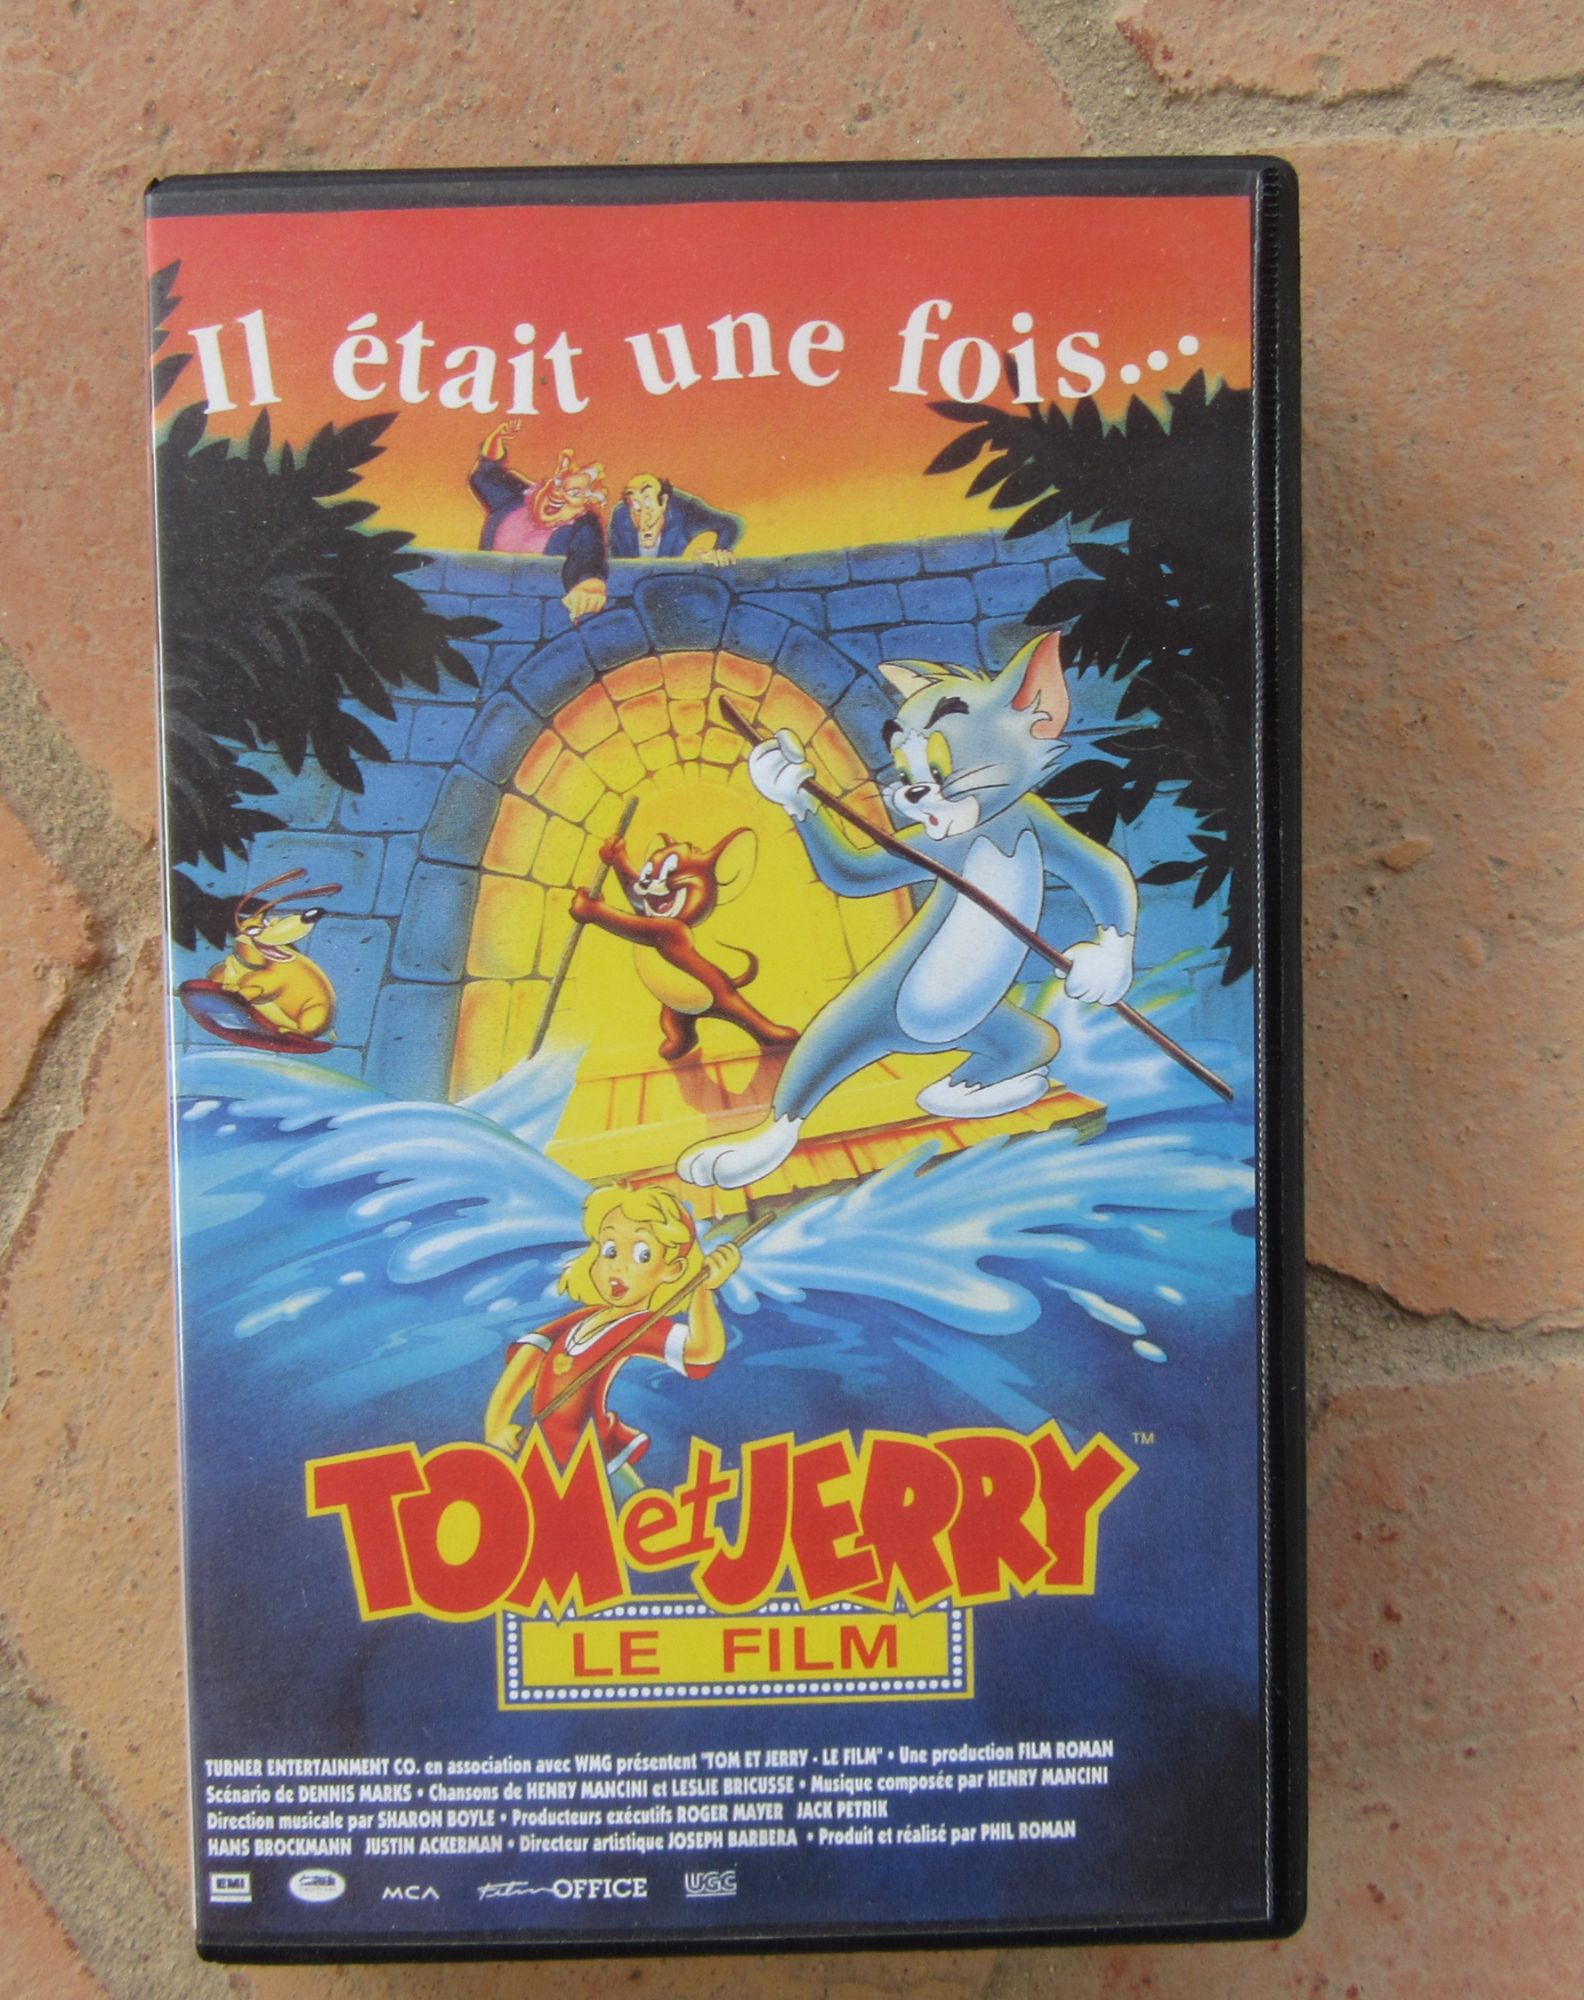 Il était une fois...
TOM et JERRY ™
LE FILM
TURNER ENTERTAINMENT CO. en association avec WMG présentent "TOM ET JERRY - LE FILM" • Une production FILM ROMAN
Scénario de DENNIS MARKS • Chansons de HENRY MANCINI et LESLIE BRICUSSE • Musique composée par HENRY MANCINI
Direction musicale par SHARON BOYLE • Producteurs exécutifs ROGER MAYER JACK PETRIK
HANS BROCKMANN JUSTIN ACKERMAN • Directeur artistique JOSEPH BARBERA • Produit et réalisé par PHIL ROMAN
EMI MCA Film OFFICE UGC